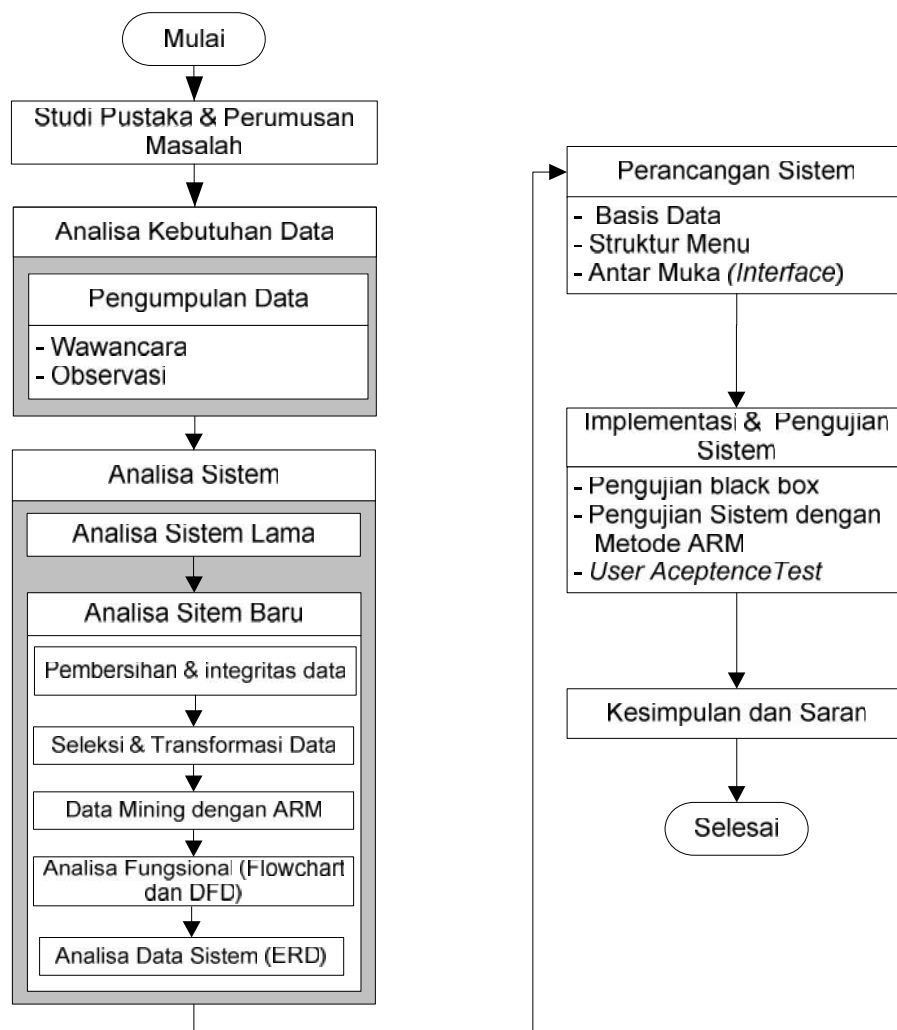 Mulai
Studi Pustaka & Perumusan
Masalah
Analisa Kebutuhan Data
Pengumpulan Data
- Wawancara
- Observasi
Analisa Sistem
Analisa Sistem Lama
Analisa Sitem Baru
Pembersihan & integritas data
Seleksi & Transformasi Data
Data Mining dengan ARM
Analisa Fungsional (Flowchart
dan DFD)
Analisa Data Sistem (ERD)
Perancangan Sistem
- Basis Data
- Struktur Menu
- Antar Muka (Interface)
Implementasi & Pengujian
Sistem
- Pengujian black box
- Pengujian Sistem dengan
Metode ARM
- User AceptenceTest
Kesimpulan dan Saran
Selesai